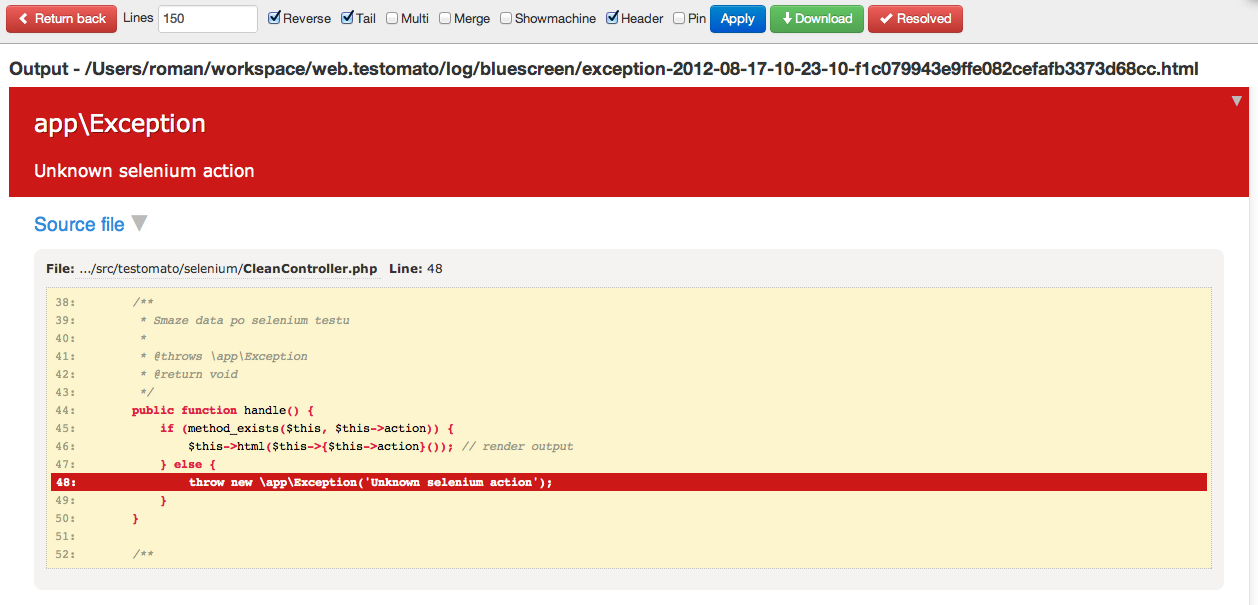 Return back Lines 150 Reverse Tail Multi Merge Showmachine Header Pin Apply Download Resolved
Output - /Users/roman/workspace/web.testomato/log/bluescreen/exception-2012-08-17-10-23-10-f1c079943e9ffe082cefafb3373d68cc.html
app\Exception
Unknown selenium action
Source file
File: .../src/testomato/selenium/CleanController.php Line: 48
38: /**
39: * Smaze data po selenium testu
40: *
41: * @throws \app\Exception
42: * @return void
43: */
44: public function handle() {
45: if (method_exists($this, $this->action)) {
46: $this->html($this->{$this->action}()); // render output
47: } else {
48: throw new \app\Exception('Unknown selenium action');
49: }
50: }
51:
52: /**